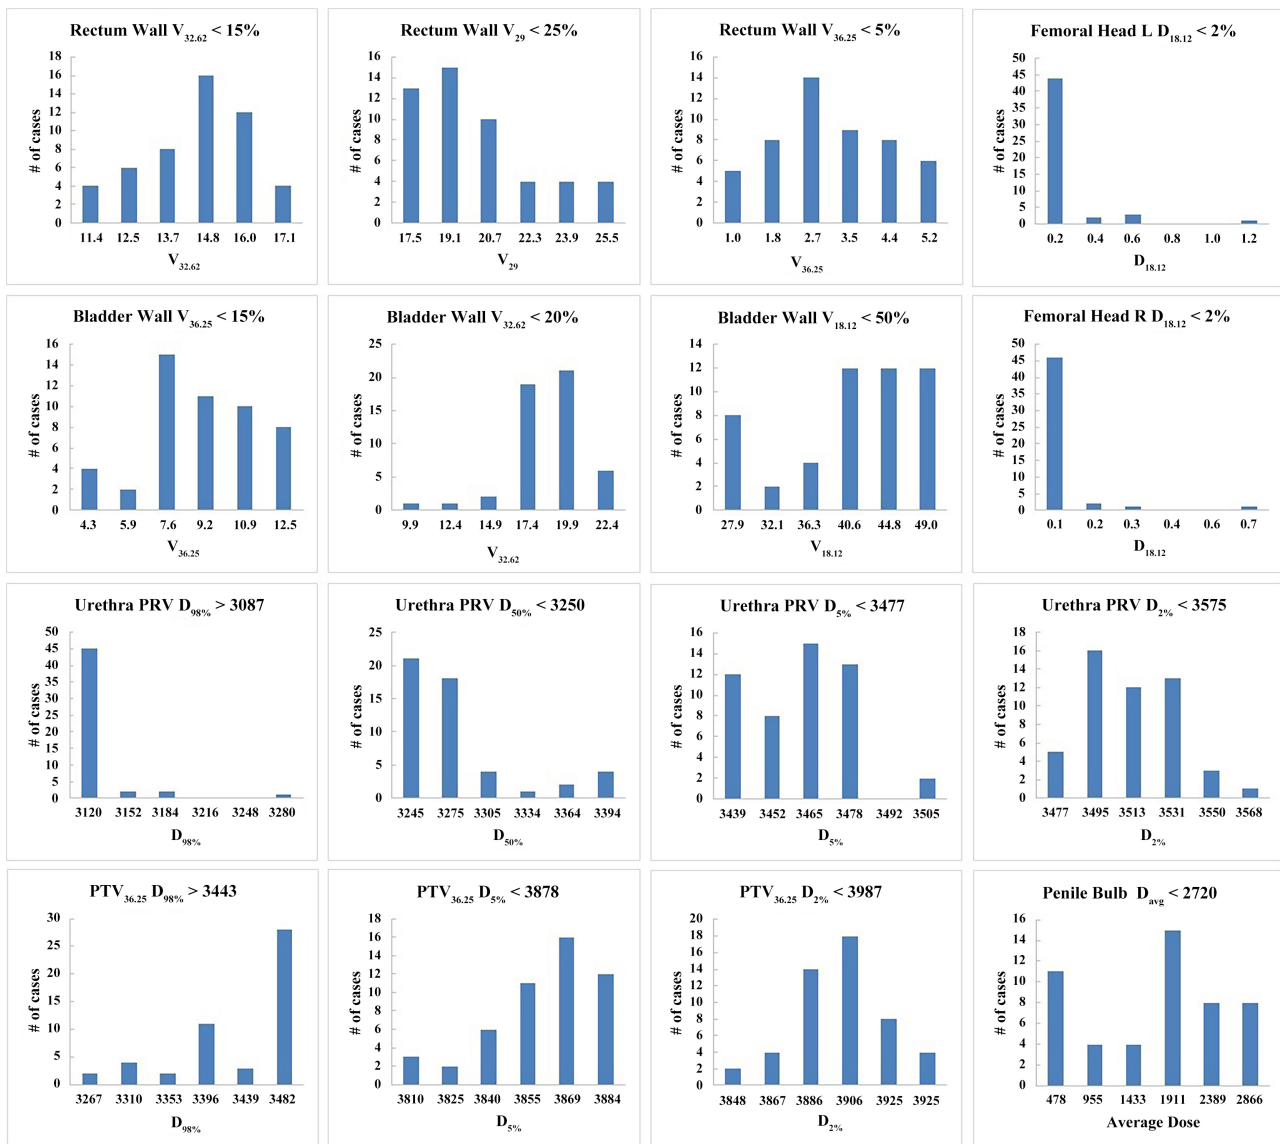 Rectum Wall V32.62 < 15%
# of cases
18
16
14
12
10
8
6
4
2
0
11.4 12.5 13.7 14.8 16.0 17.1
V32.62
Rectum Wall V29 < 25%
# of cases
16
14
12
10
8
6
4
2
0
17.5 19.1 20.7 22.3 23.9 25.5
V29
Rectum Wall V36.25 < 5%
# of cases
16
14
12
10
8
6
4
2
0
1.0 1.8 2.7 3.5 4.4 5.2
V36.25
Femoral Head L D18.12 < 2%
# of cases
50
45
40
35
30
25
20
15
10
5
0
0.2 0.4 0.6 0.8 1.0 1.2
D18.12
Bladder Wall V36.25 < 15%
# of cases
16
14
12
10
8
6
4
2
0
4.3 5.9 7.6 9.2 10.9 12.5
V36.25
Bladder Wall V32.62 < 20%
# of cases
25
20
15
10
5
0
9.9 12.4 14.9 17.4 19.9 22.4
V32.62
Bladder Wall V18.12 < 50%
# of cases
14
12
10
8
6
4
2
0
27.9 32.1 36.3 40.6 44.8 49.0
V18.12
Femoral Head R D18.12 < 2%
# of cases
50
45
40
35
30
25
20
15
10
5
0
0.1 0.2 0.3 0.4 0.6 0.7
D18.12
Urethra PRV D98% > 3087
# of cases
50
45
40
35
30
25
20
15
10
5
0
3120 3152 3184 3216 3248 3280
D98%
Urethra PRV D50% < 3250
# of cases
25
20
15
10
5
0
3245 3275 3305 3334 3364 3394
D50%
Urethra PRV D5% < 3477
# of cases
16
14
12
10
8
6
4
2
0
3439 3452 3465 3478 3492 3505
D5%
Urethra PRV D2% < 3575
# of cases
18
16
14
12
10
8
6
4
2
0
3477 3495 3513 3531 3550 3568
D2%
PTV36.25 D98% > 3443
# of cases
30
25
20
15
10
5
0
3267 3310 3353 3396 3439 3482
D98%
PTV36.25 D5% < 3878
# of cases
18
16
14
12
10
8
6
4
2
0
3810 3825 3840 3855 3869 3884
D5%
PTV36.25 D2% < 3987
# of cases
20
18
16
14
12
10
8
6
4
2
0
3848 3867 3886 3906 3925 3925
D2%
Penile Bulb Davg < 2720
# of cases
16
14
12
10
8
6
4
2
0
478 955 1433 1911 2389 2866
Average Dose